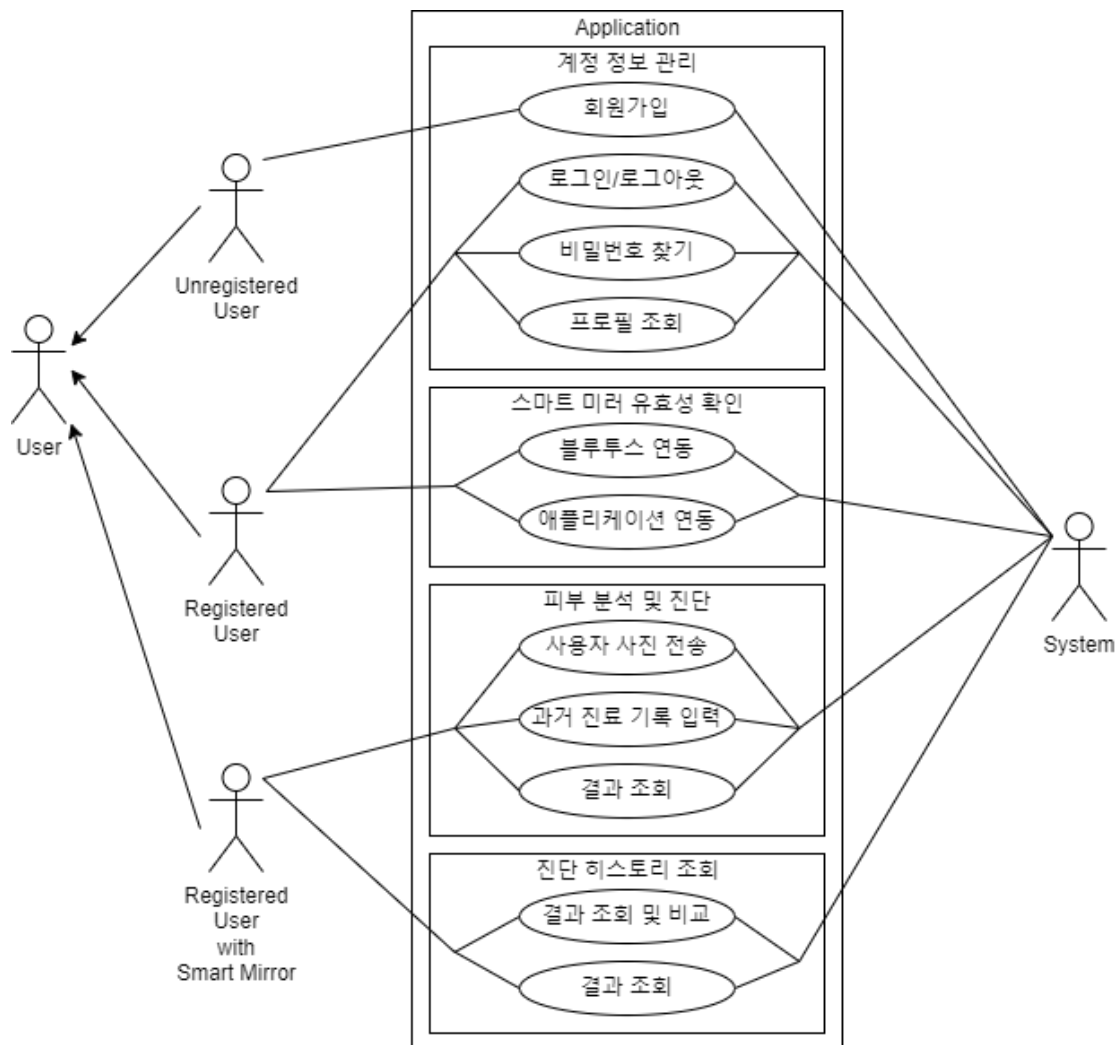 Application
계정 정보 관리
회원가입
로그인/로그아웃
비밀번호 찾기
프로필 조회
Unregistered
User
User
스마트 미러 유효성 확인
블루투스 연동
애플리케이션 연동
Registered
User
System
피부 분석 및 진단
사용자 사진 전송
과거 진료 기록 입력
결과 조회
Registered
User
with
Smart Mirror
진단 히스토리 조회
결과 조회 및 비교
결과 조회